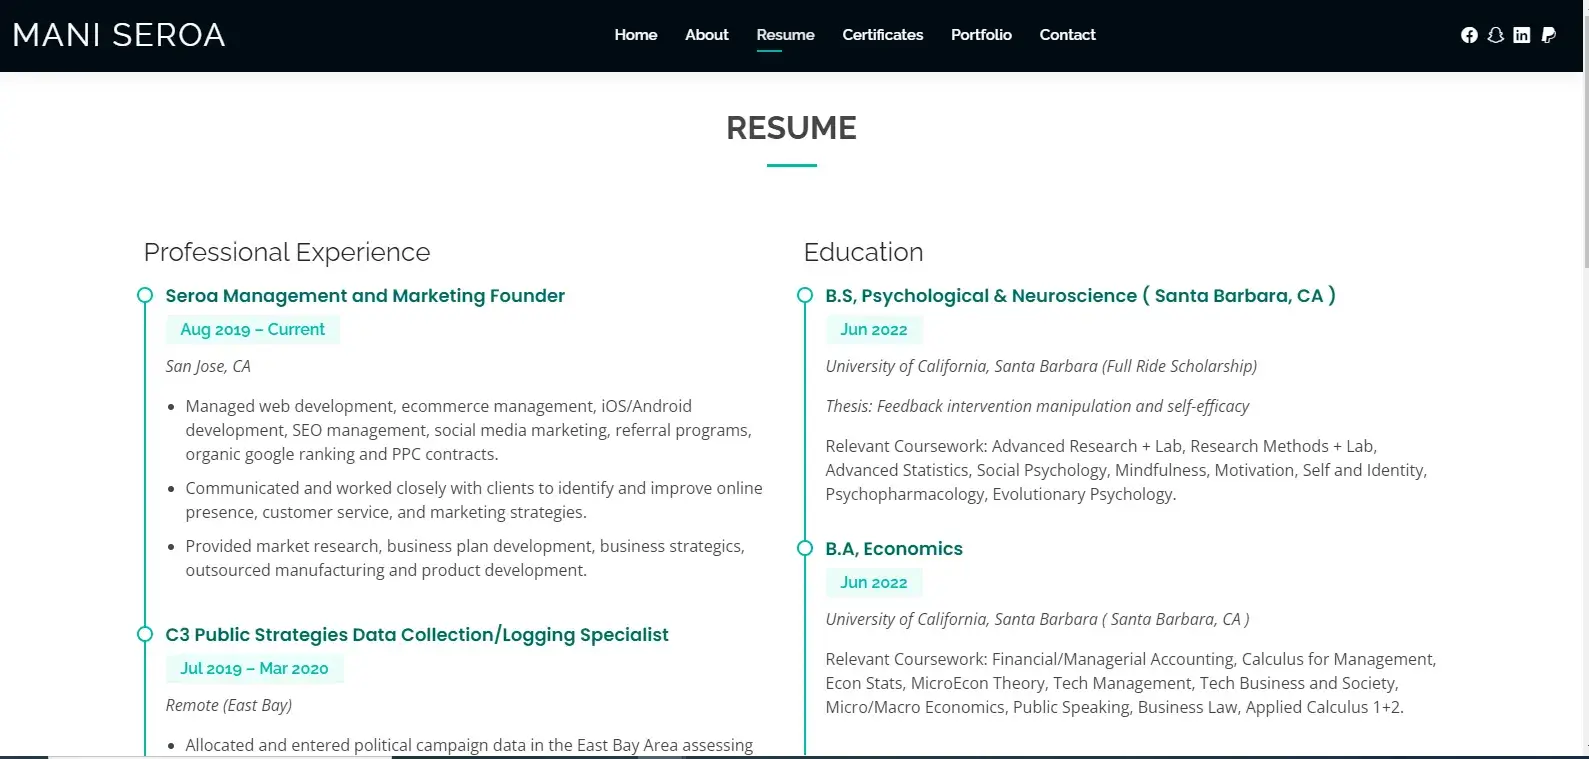 MANI SEROA
Home About Resume Certificates Portfolio Contact
RESUME
Professional Experience
Seroa Management and Marketing Founder
Aug 2019 – Current
San Jose, CA
• Managed web development, ecommerce management, iOS/Android
development, SEO management, social media marketing, referral programs,
organic google ranking and PPC contracts.
• Communicated and worked closely with clients to identify and improve online
presence, customer service, and marketing strategies.
• Provided market research, business plan development, business strategics,
outsourced manufacturing and product development.
C3 Public Strategies Data Collection/Logging Specialist
Jul 2019 – Mar 2020
Remote (East Bay)
• Allocated and entered political campaign data in the East Bay Area assessing
Education
B.S, Psychological & Neuroscience ( Santa Barbara, CA )
Jun 2022
University of California, Santa Barbara (Full Ride Scholarship)
Thesis: Feedback intervention manipulation and self-efficacy
Relevant Coursework: Advanced Research + Lab, Research Methods + Lab,
Advanced Statistics, Social Psychology, Mindfulness, Motivation, Self and Identity,
Psychopharmacology, Evolutionary Psychology.
B.A, Economics
Jun 2022
University of California, Santa Barbara ( Santa Barbara, CA )
Relevant Coursework: Financial/Managerial Accounting, Calculus for Management,
Econ Stats, MicroEcon Theory, Tech Management, Tech Business and Society,
Micro/Macro Economics, Public Speaking, Business Law, Applied Calculus 1+2.